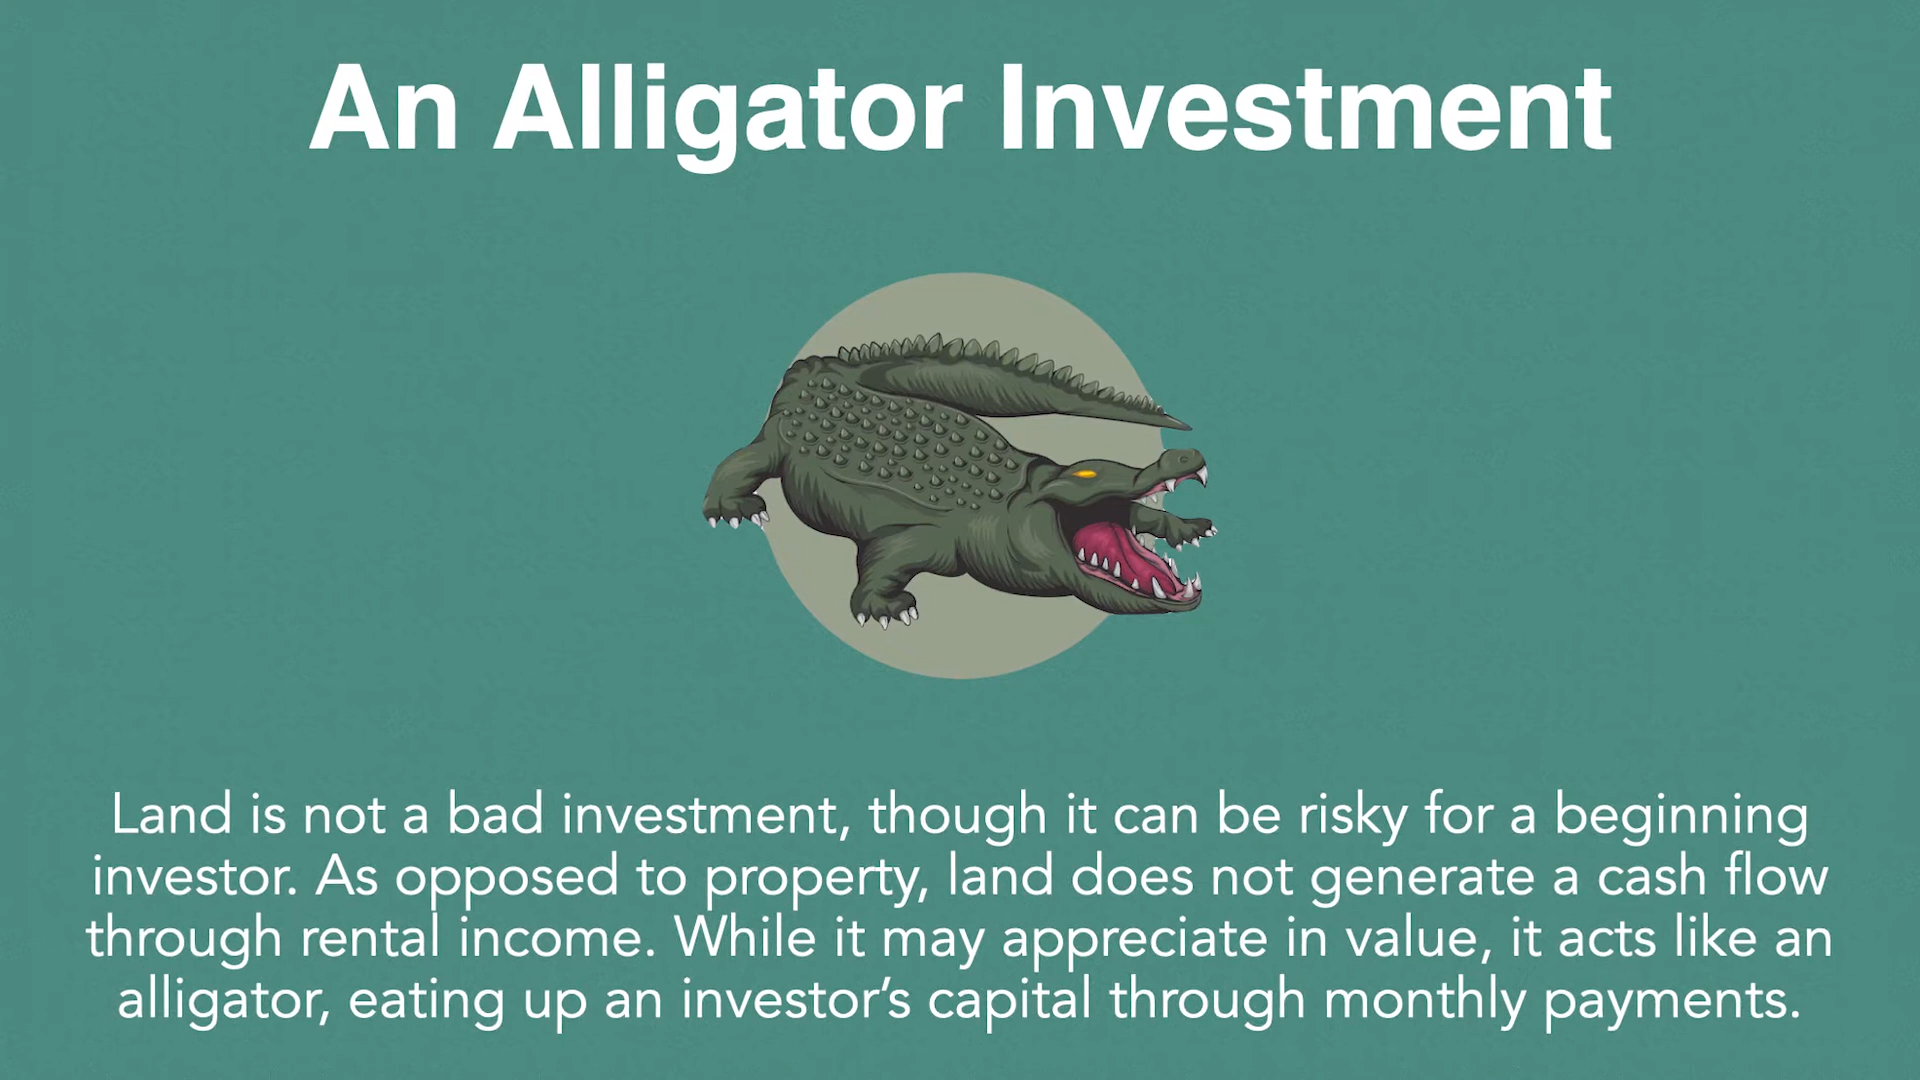 An Alligator Investment
Land is not a bad investment, though it can be risky for a beginning
investor. As opposed to property, land does not generate a cash flow
through rental income. While it may appreciate in value, it acts like an
alligator, eating up an investor’s capital through monthly payments.